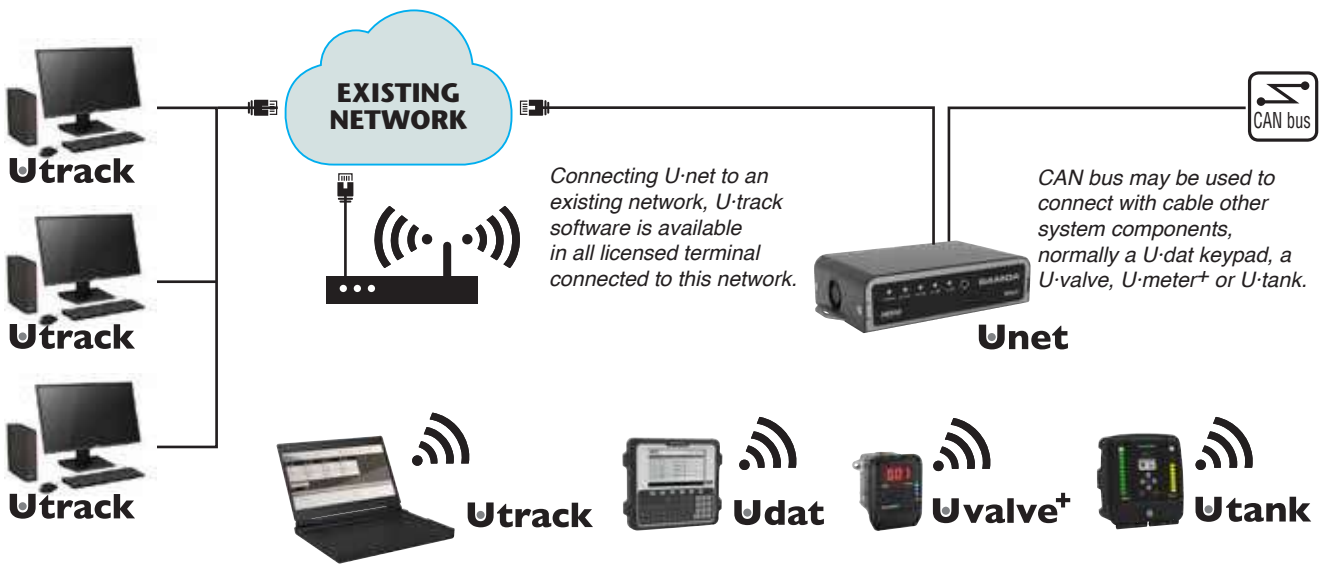 EXISTING
NETWORK
CAN bus
Utrack
Connecting U·net to an
existing network, U·track
software is available
in all licensed terminal
connected to this network.
CAN bus may be used to
connect with cable other
system components,
normally a U·dat keypad, a
U·valve, U·meter+ or U·tank.
SAMOA
Utrack
Unet
Utrack
Utrack
Udat
501
Uvalve+
Utank